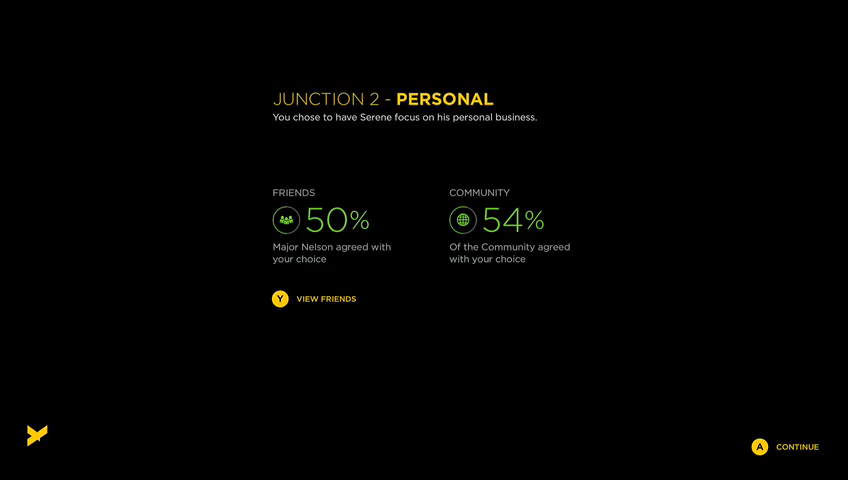 JUNCTION 2 - PERSONAL
You chose to have Serene focus on his personal business.
FRIENDS
50%
Major Nelson agreed with
your choice
COMMUNITY
54%
Of the Community agreed
with your choice
Y VIEW FRIENDS
A CONTINUE